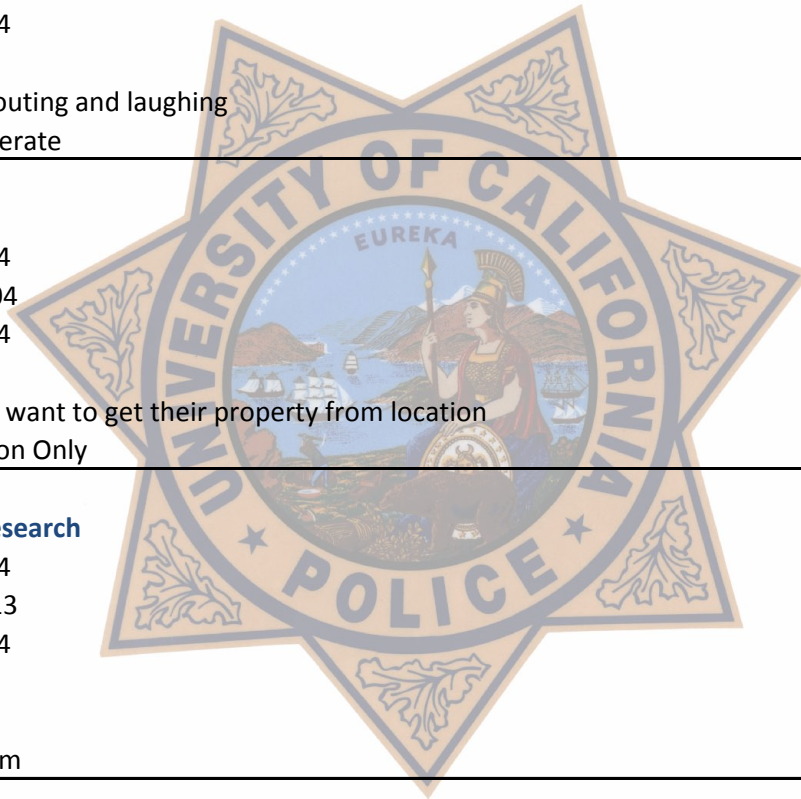 4
outing and laughing
erate
4
04
4
want to get their property from location
on Only
esearch
4
13
4
m
UNIVERSITY OF CALIFORNIA
EUREKA
POLICE